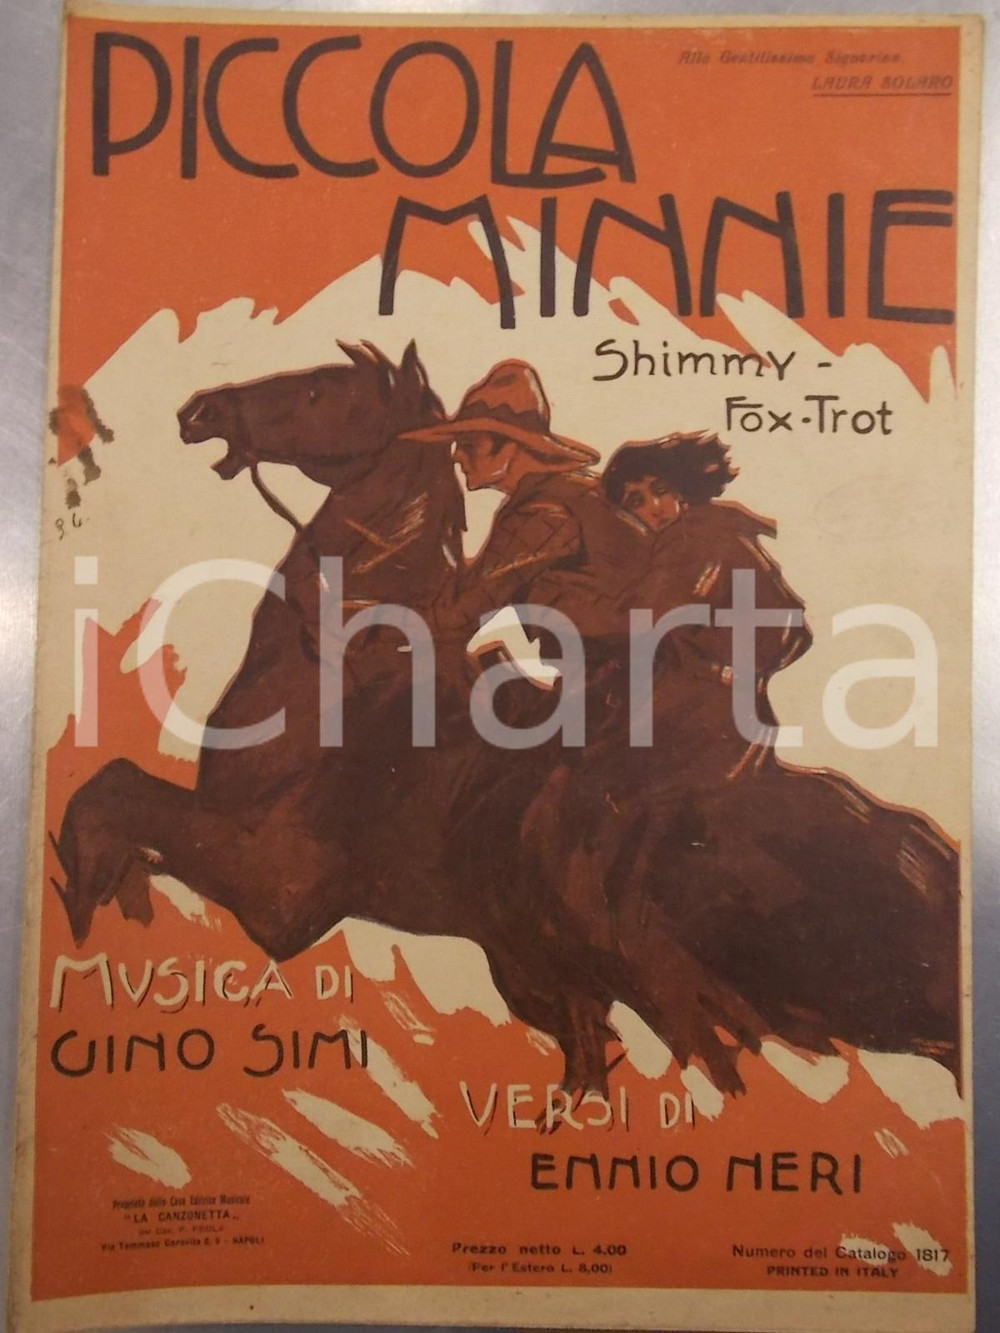 Alla Gentilissima Signorina,
LAURA SOLARO
PICCOLA
MINNIE
Shimmy -
Fox-Trot
iCharta
MUSICA DI
GINO SIMI
VERSI DI
ENNIO NERI
Proprietà della Casa Editrice Musicale
"LA CANZONETTA"
Via Tommaso Caravita C. 5 - NAPOLI
Prezzo netto L. 4,00
(Per l'Estero L. 8,00)
Numero del Catalogo 1817
PRINTED IN ITALY